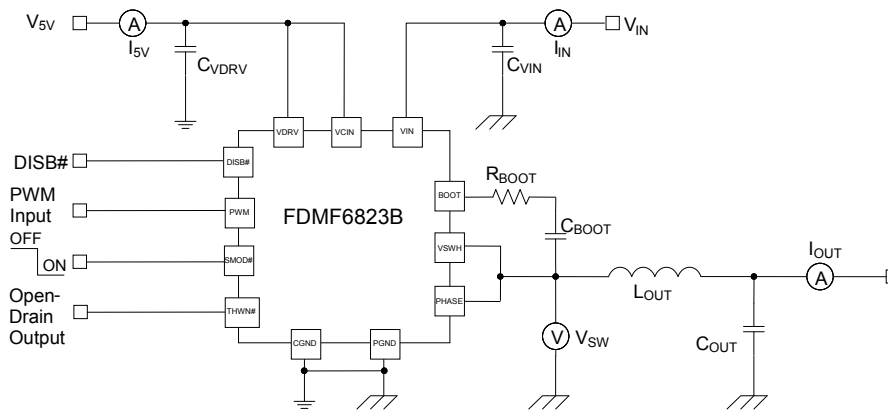 V5V
A
I5V
CVDRV
A
IIN
VIN
CVIN
VDRV
VCIN
VIN
DISB#
DISB#
PWM
Input
PWM
OFF
ON
SMOD#
Open-
Drain
Output
THWN#
FDMF6823B
BOOT
RBOOT
CBOOT
VSWH
PHASE
LOUT
IOUT
A
V
VSW
COUT
CGND
PGND